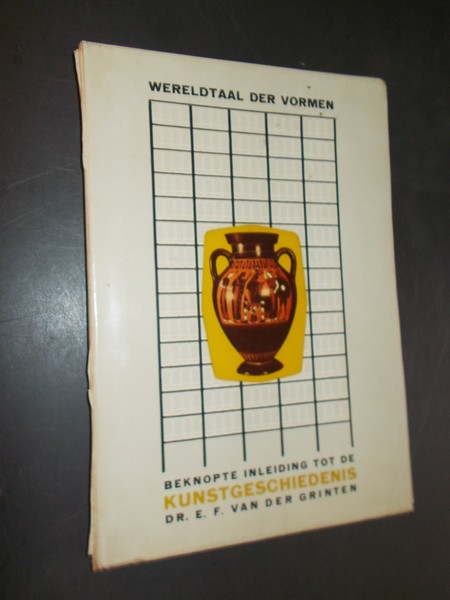 WERELDTAAL DER VORMEN
BEKNOPTE INLEIDING TOT DE
KUNSTGESCHIEDENIS
DR. E. F. VAN DER GRINTEN